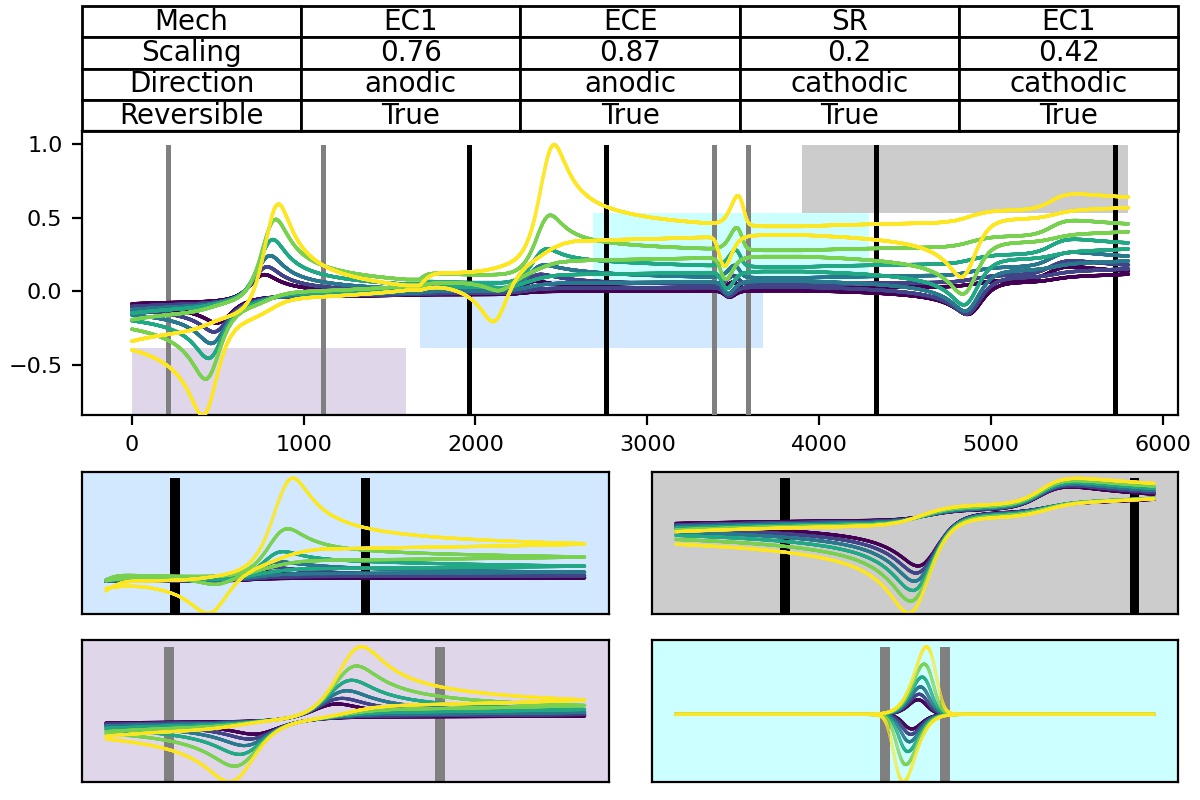 Mech EC1 ECE SR EC1
Scaling 0.76 0.87 0.2 0.42
Direction anodic anodic cathodic cathodic
Reversible True True True True
1.0
0.5
0.0
−0.5
0 1000 2000 3000 4000 5000 6000